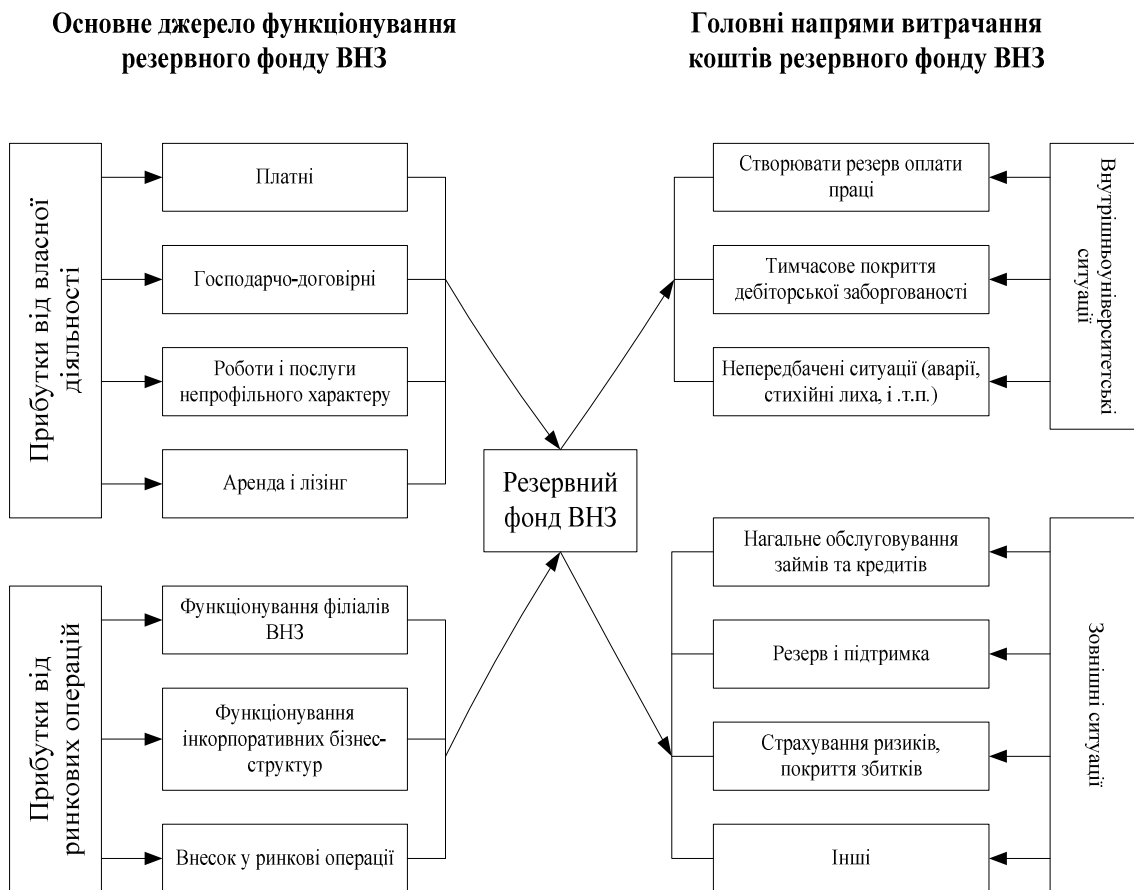 Основне джерело функціонування
резервного фонду ВНЗ
Головні напрями витрачання
коштів резервного фонду ВНЗ
Прибутки від власної
діяльності
Платні
Господарчо-договірні
Роботи і послуги
непрофільного характеру
Аренда і лізінг
Прибутки від
ринкових операцій
Функціонування філіалів
ВНЗ
Функціонування
інкорпоративних бізнес-
структур
Внесок у ринкові операції
Резервний
фонд ВНЗ
Створювати резерв оплати
праці
Тимчасове покриття
дебіторської заборгованості
Непередбачені ситуації (аварії,
стихійні лиха, і .т.п.)
Внутрішньоуніверситетські
ситуації
Нагальне обслуговування
займів та кредитів
Резерв і підтримка
Страхування ризиків,
покриття збитків
Інші
Зовнішні ситуації